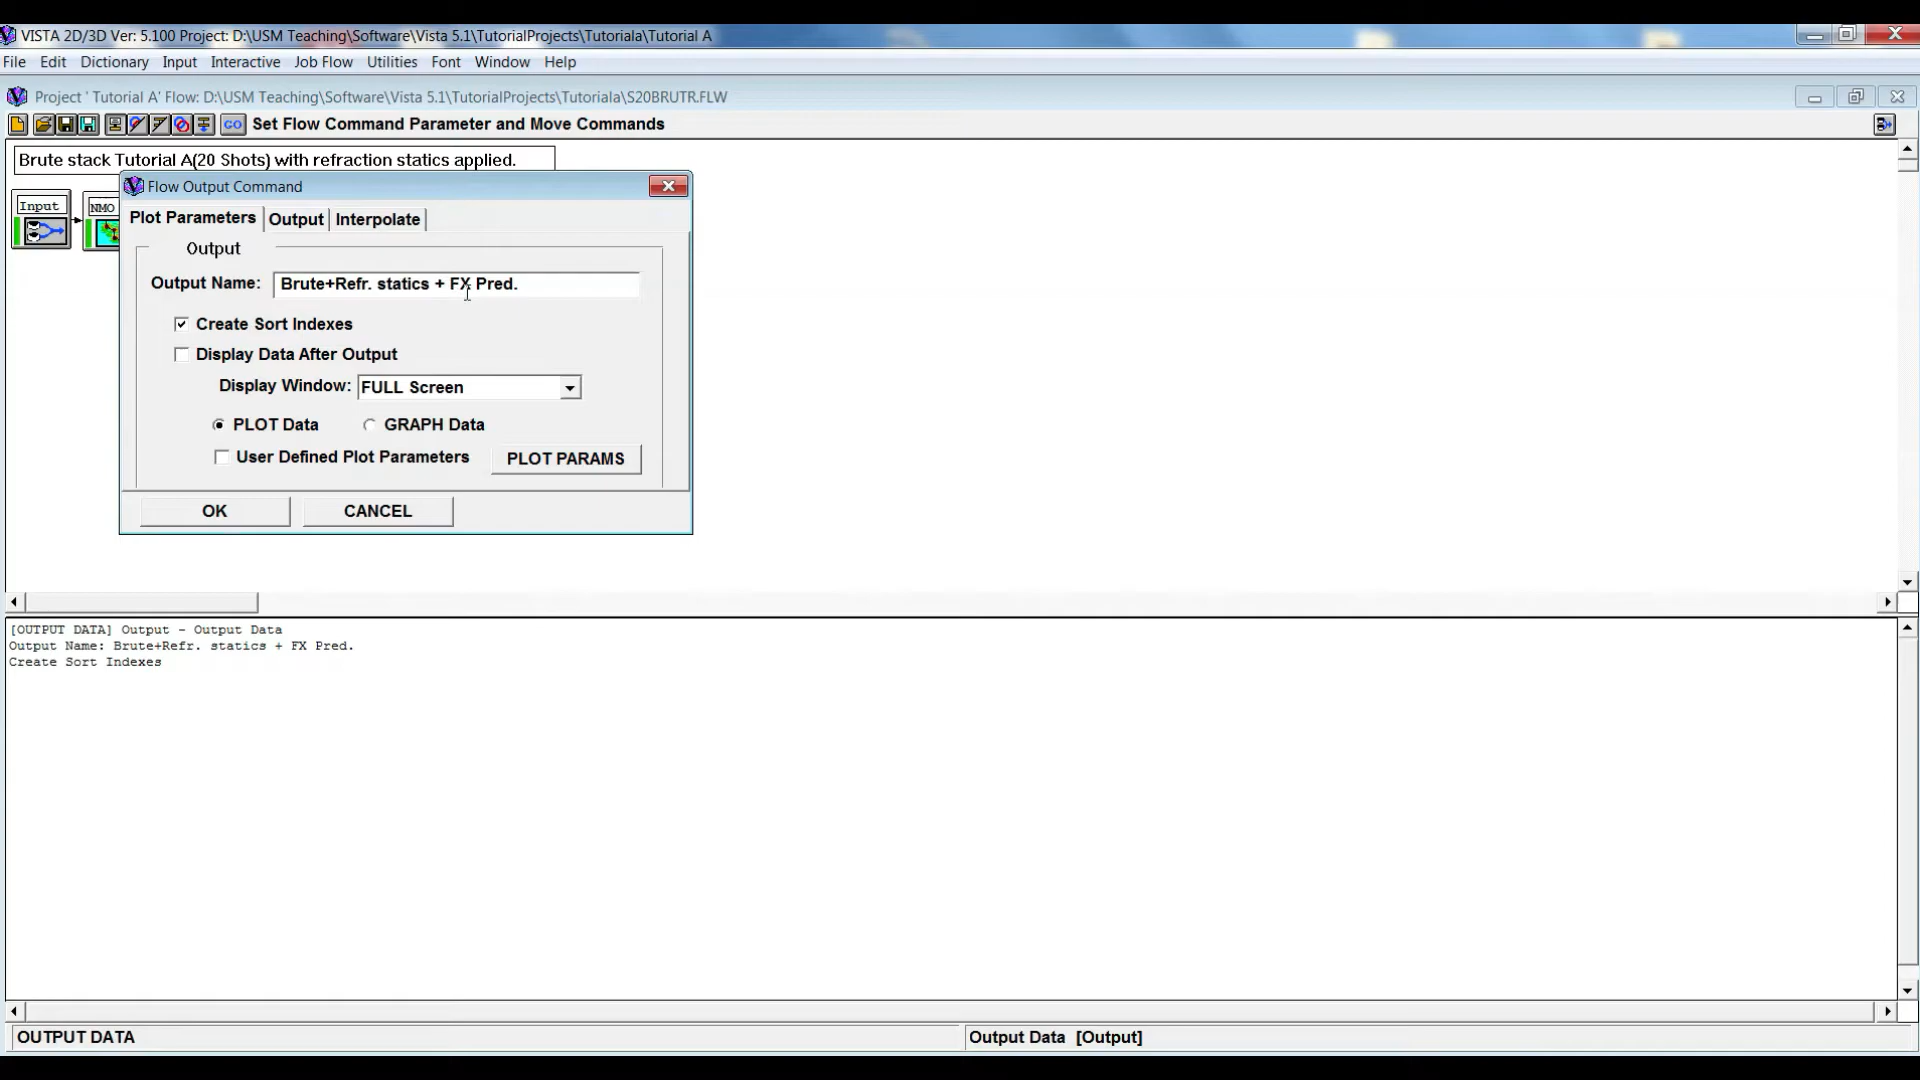 VISTA 2D/3D Ver: 5.100 Project: D:\USM Teaching\Software\Vista 5.1\TutorialProjects\Tutoriala\Tutorial A
File Edit Dictionary Input Interactive Job Flow Utilities Font Window Help
Project ' Tutorial A' Flow: D:\USM Teaching\Software\Vista 5.1\TutorialProjects\Tutoriala\S20BRUTR.FLW
GO Set Flow Command Parameter and Move Commands
Brute stack Tutorial A(20 Shots) with refraction statics applied.
Input
NMO
Flow Output Command
Plot Parameters Output Interpolate
Output
Output Name: Brute+Refr. statics + FX Pred.
Create Sort Indexes
Display Data After Output
Display Window: FULL Screen
PLOT Data GRAPH Data
User Defined Plot Parameters PLOT PARAMS
OK CANCEL
[OUTPUT DATA] Output - Output Data
Output Name: Brute+Refr. statics + FX Pred.
Create Sort Indexes
OUTPUT DATA Output Data [Output]